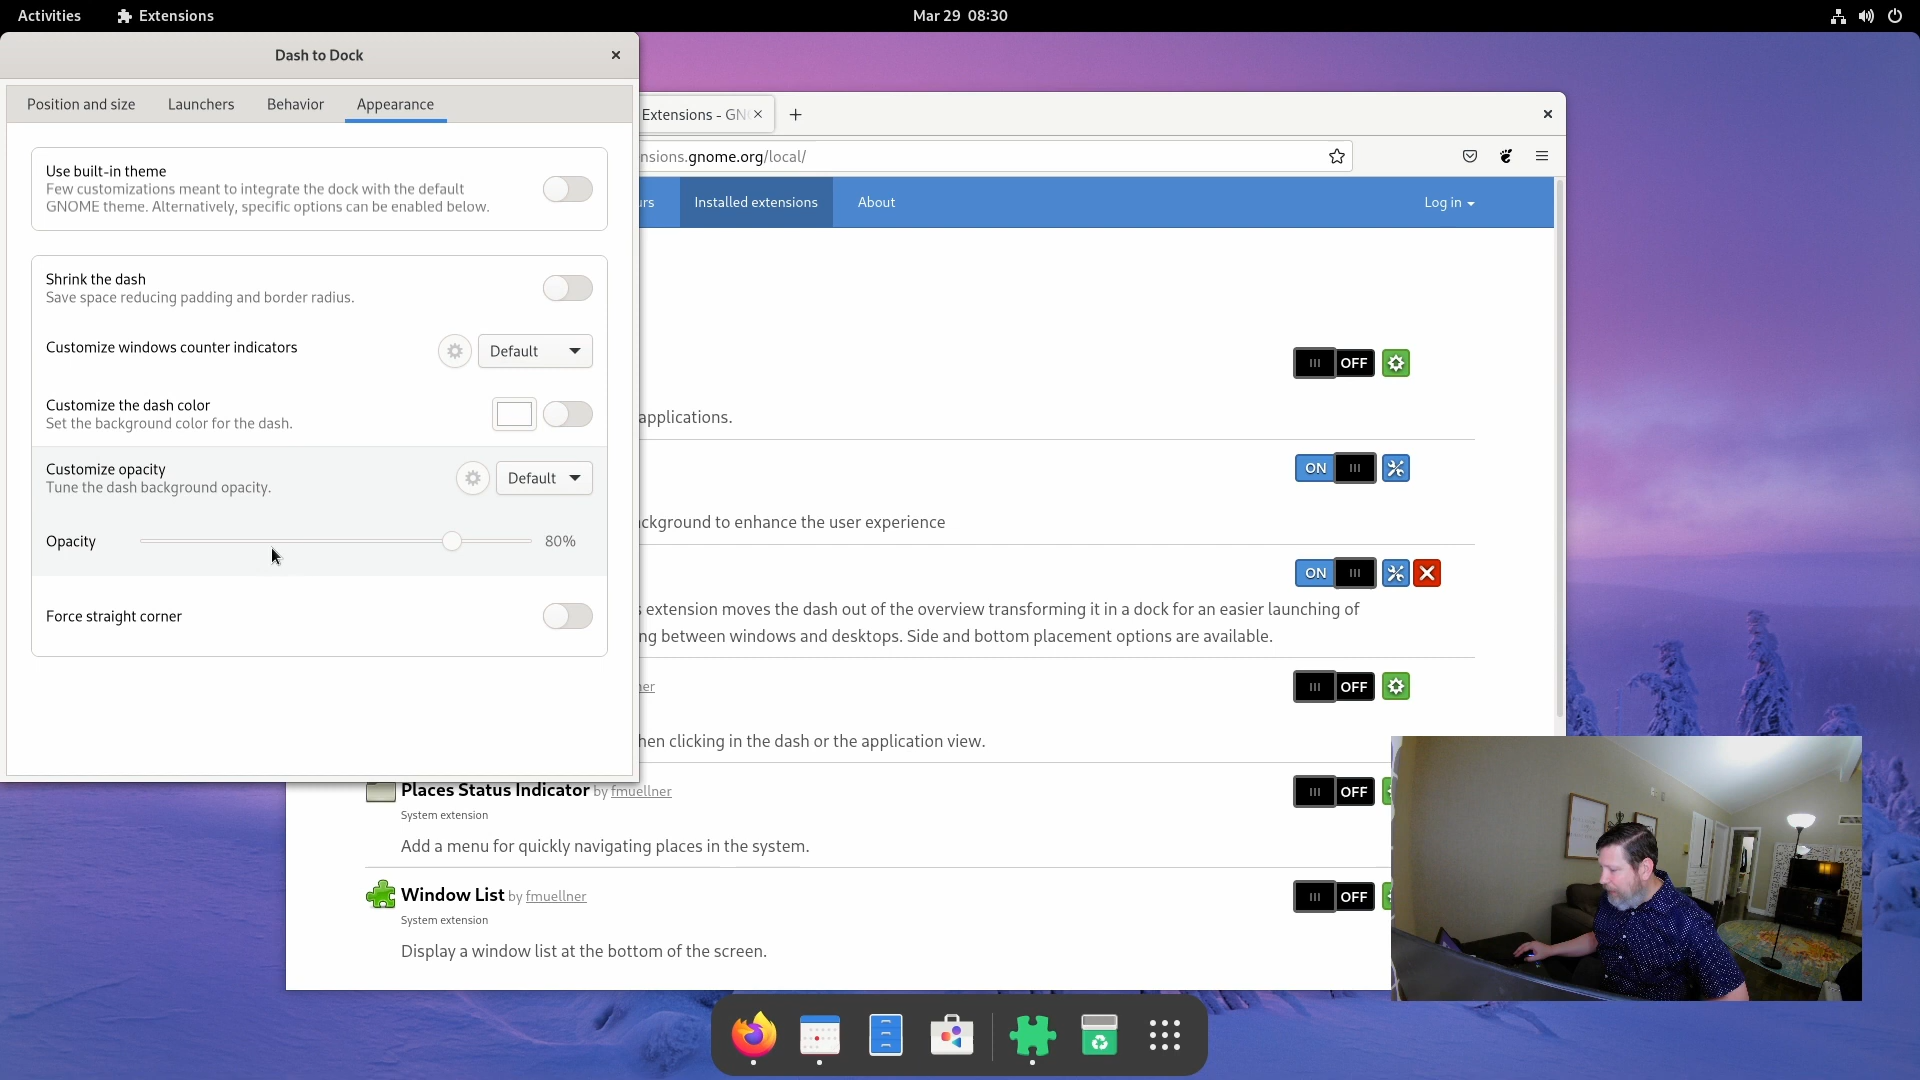 Activities
Extensions
Mar 29 08:30
Dash to Dock
Position and size
Launchers
Behavior
Appearance
Use built-in theme
Few customizations meant to integrate the dock with the default
GNOME theme. Alternatively, specific options can be enabled below.
Shrink the dash
Save space reducing padding and border radius.
Customize windows counter indicators
Default
Customize the dash color
Set the background color for the dash.
Customize opacity
Tune the dash background opacity.
Default
Opacity
80%
Force straight corner
Extensions - GN
nsions.gnome.org/local/
urs
Installed extensions
About
Log in
OFF
applications.
ON
ckground to enhance the user experience
ON
s extension moves the dash out of the overview transforming it in a dock for an easier launching of
ng between windows and desktops. Side and bottom placement options are available.
ner
OFF
hen clicking in the dash or the application view.
Places Status Indicator by fmuellner
OFF
System extension
Add a menu for quickly navigating places in the system.
Window List by fmuellner
OFF
System extension
Display a window list at the bottom of the screen.